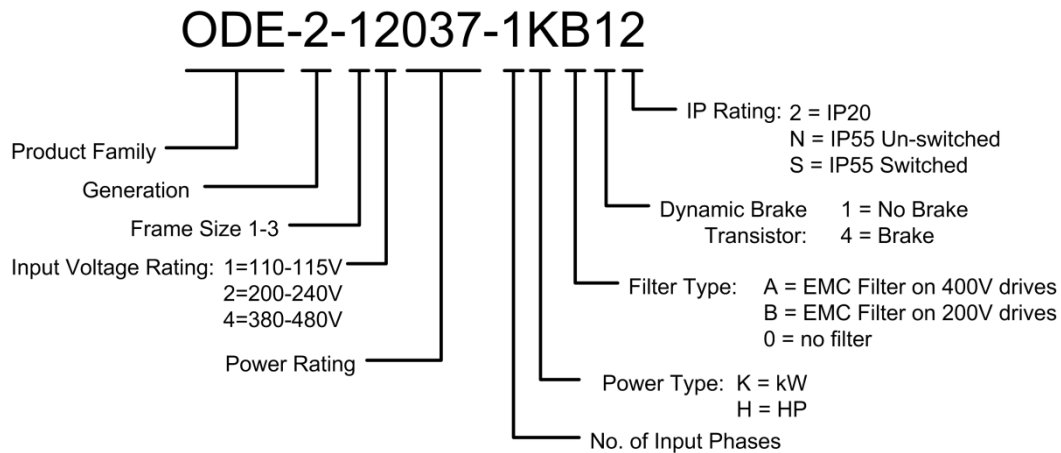 ODE-2-12037-1KB12
Product Family
Generation
Frame Size 1-3
Input Voltage Rating: 1=110-115V
2=200-240V
4=380-480V
Power Rating
IP Rating: 2 = IP20
N = IP55 Un-switched
S = IP55 Switched
Dynamic Brake 1 = No Brake
Transistor: 4 = Brake
Filter Type: A = EMC Filter on 400V drives
B = EMC Filter on 200V drives
0 = no filter
Power Type: K = kW
H = HP
No. of Input Phases